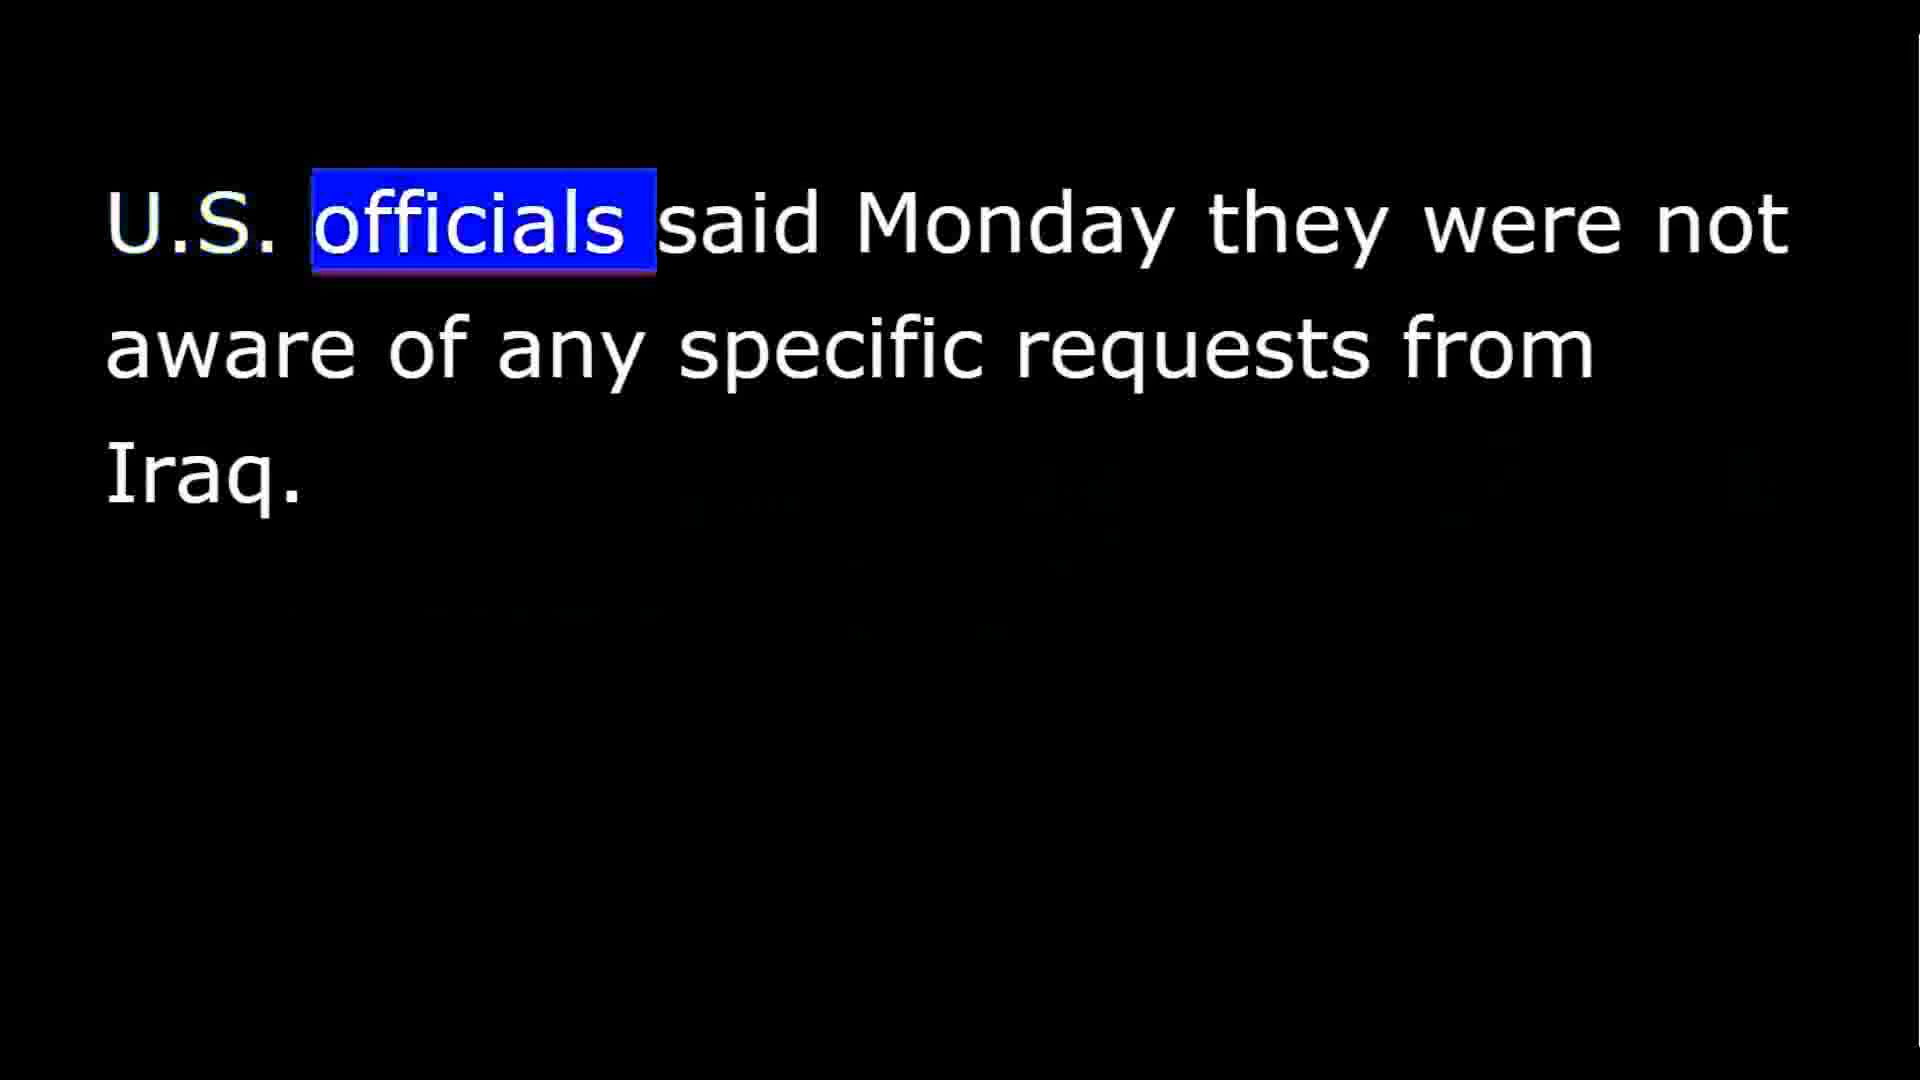 U.S. officials said Monday they were not
aware of any specific requests from
Iraq.